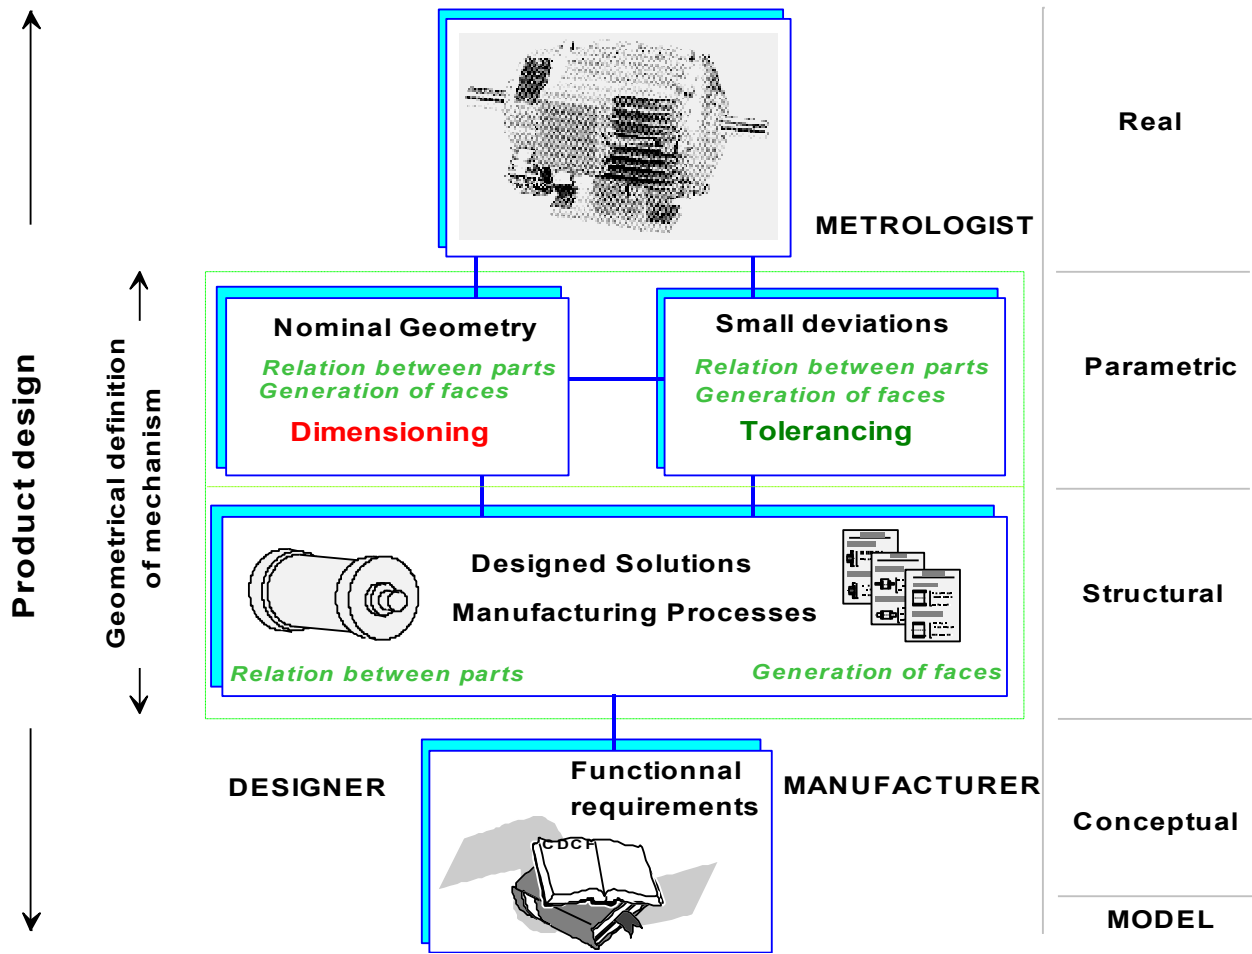 Real
METROLOGIST
Product design
Geometrical definition
of mechanism
Nominal Geometry
Relation between parts
Generation of faces
Dimensioning
Small deviations
Relation between parts
Generation of faces
Tolerancing
Parametric
Designed Solutions
Manufacturing Processes
Relation between parts
Generation of faces
Structural
DESIGNER
Functionnal
requirements
CDCF
MANUFACTURER
Conceptual
MODEL